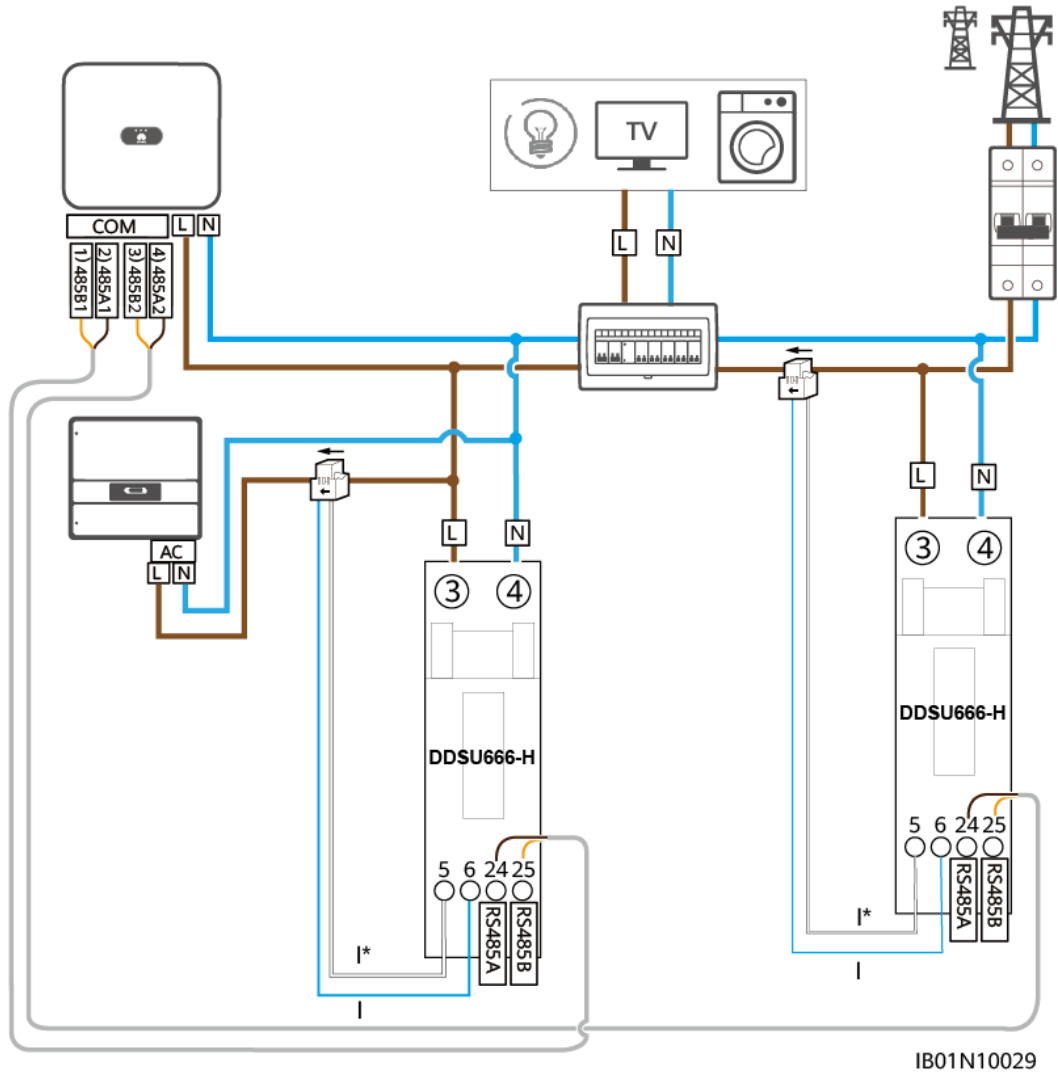 TV
COM
L
N
1) 485B1
2) 485A1
3) 485B2
4) 485A2
L
N
AC
L
N
L
N
3
4
DDSU666-H
5
6
24
25
RS485A
RS485B
I*
I
L
N
3
4
DDSU666-H
5
6
24
25
RS485A
RS485B
I*
I
IB01N10029